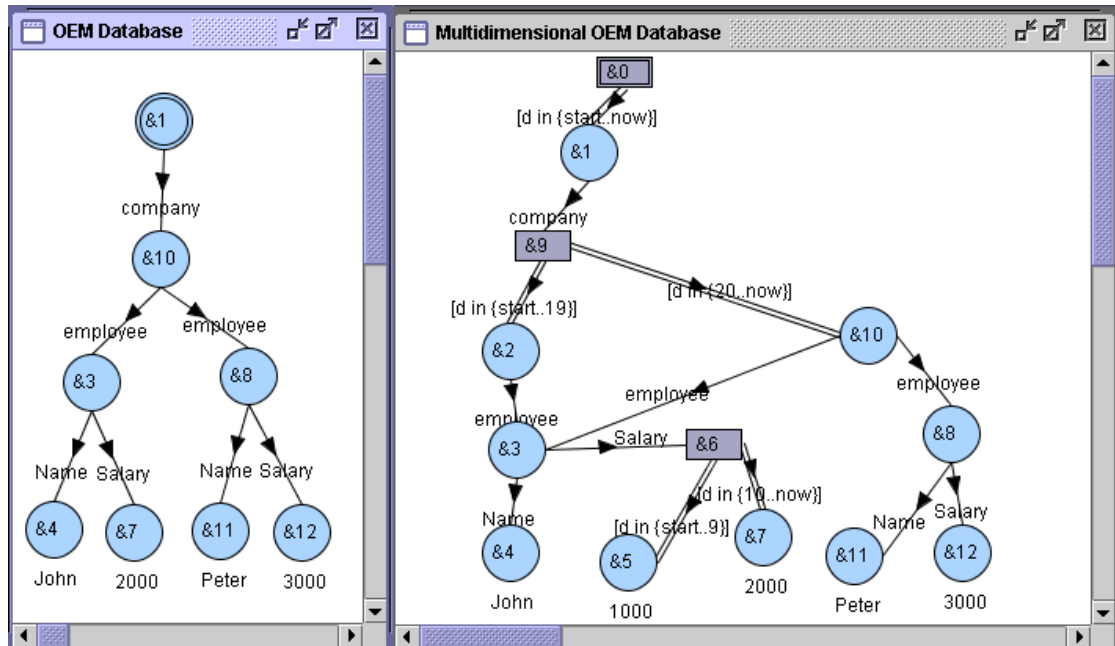 OEM Database
&1
company
&10
employee employee
&3 &8
Name Salary Name Salary
&4 &7 &11 &12
John 2000 Peter 3000
Multidimensional OEM Database
&0
[d in {start..now}]
&1
company
&9
[d in {20..now}]
[d in {start..19}]
&2 &10
employee employee employee
&3 Salary &6 &8
[d in {10..now}]
Name [d in {start..9}] Name Salary
&4 &5 &7 &11 &12
John 1000 2000 Peter 3000